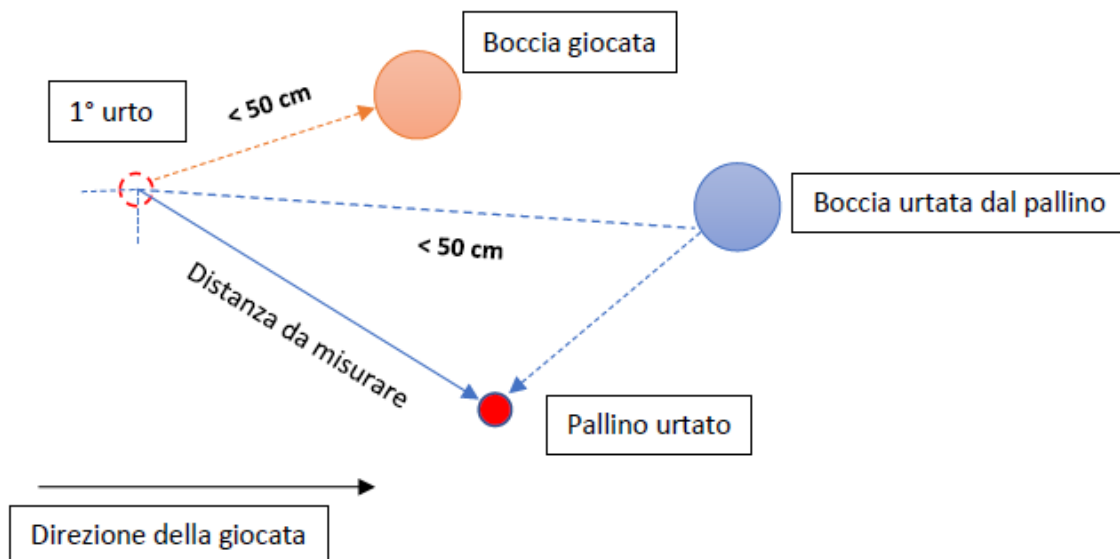 Boccia giocata
1° urto
< 50 cm
Boccia urtata dal pallino
< 50 cm
Distanza da misurare
Pallino urtato
Direzione della giocata